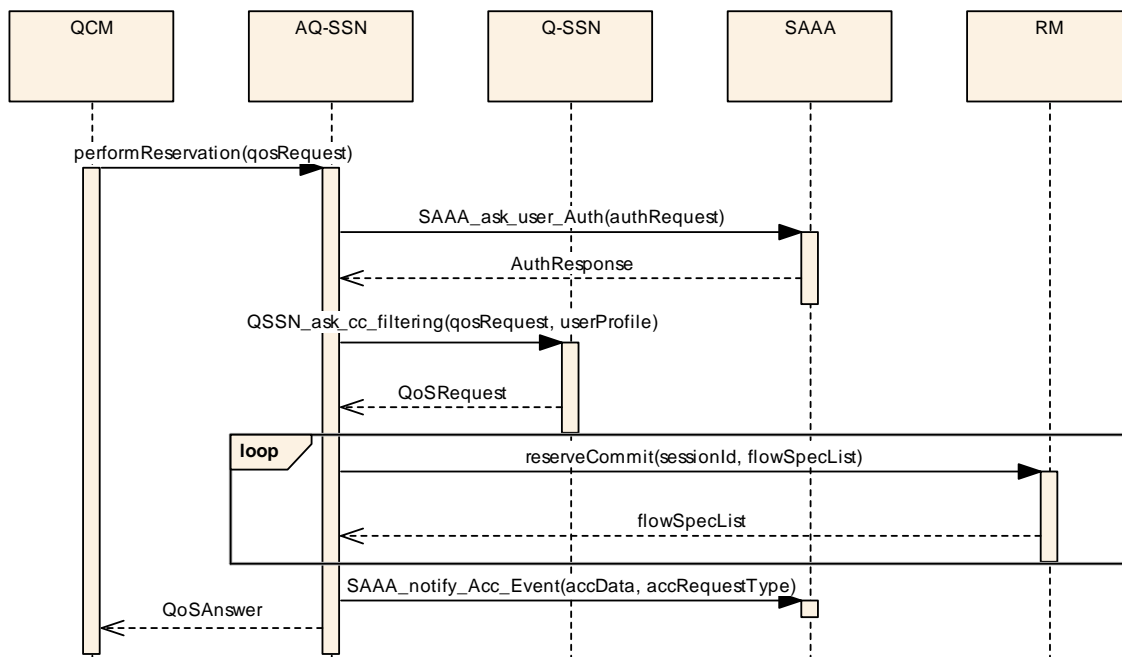 QCM
AQ-SSN
Q-SSN
SAAA
RM
performReservation(qosRequest)
SAAA_ask_user_Auth(authRequest)
AuthResponse
QSSN_ask_cc_filtering(qosRequest, userProfile)
QoSRequest
loop
reserveCommit(sessionId, flowSpecList)
flowSpecList
SAAA_notify_Acc_Event(accData, accRequestType)
QoSAnswer